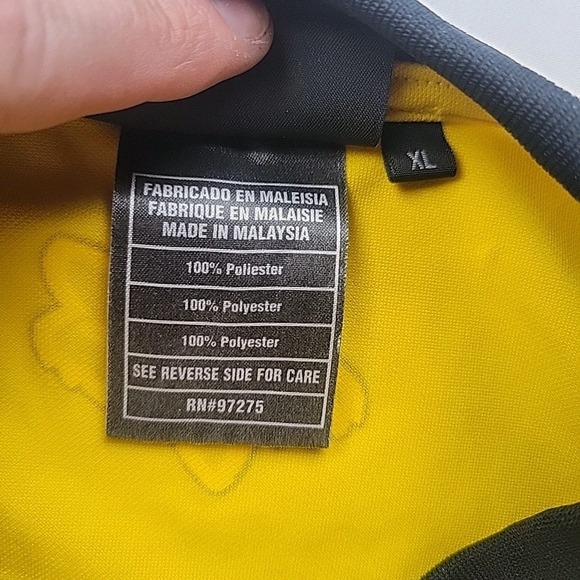 FABRICADO EN MALEISIA
FABRIQUE EN MALAISIE
MADE IN MALAYSIA
100% Poliester
100% Polyester
100% Polyester
SEE REVERSE SIDE FOR CARE
RN#97275
XL